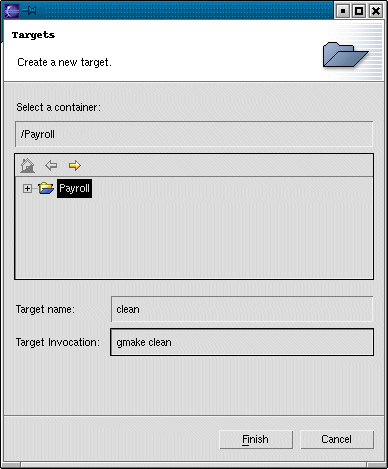 Targets
Create a new target.
Select a container:
/Payroll
Payroll
Target name:
clean
Target Invocation:
gmake clean
Finish
Cancel